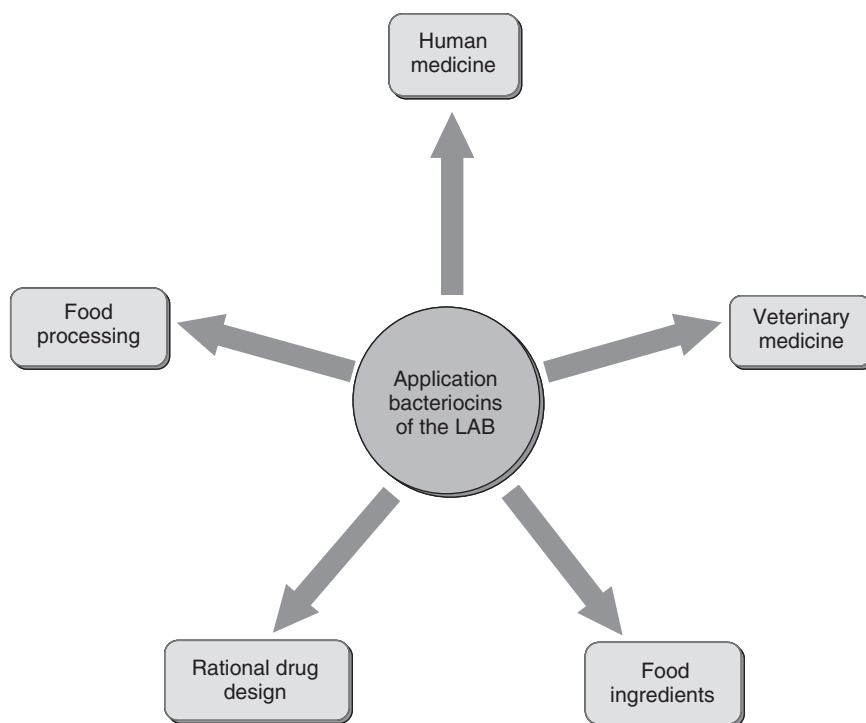 Human
medicine
Food
processing
Veterinary
medicine
Application
bacteriocins
of the LAB
Rational drug
design
Food
ingredients